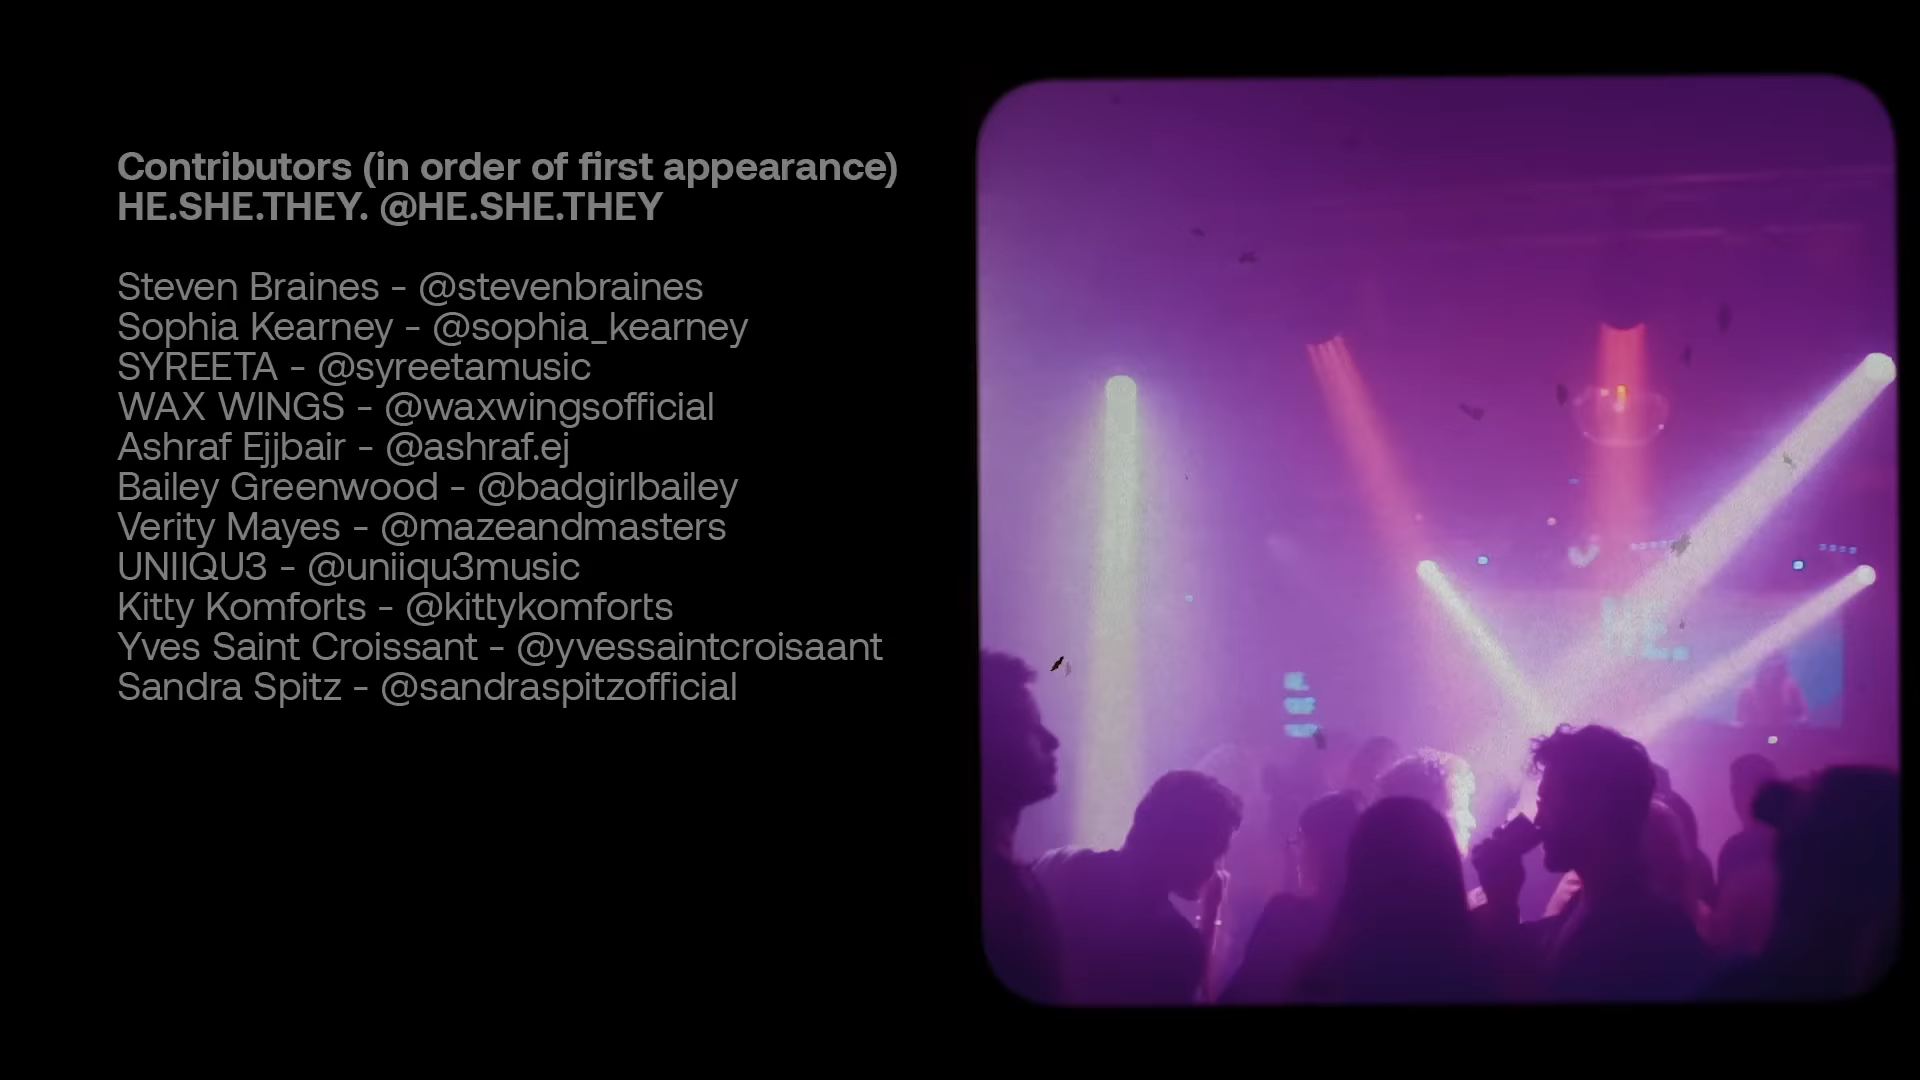 Contributors (in order of first appearance)
HE.SHE.THEY. @HE.SHE.THEY
Steven Braines - @stevenbraines
Sophia Kearney - @sophia_kearney
SYREETA - @syreetamusic
WAX WINGS - @waxwingsofficial
Ashraf Ejjbair - @ashraf.ej
Bailey Greenwood - @badgirlbailey
Verity Mayes - @mazeandmasters
UNIIQU3 - @uniiqu3music
Kitty Komforts - @kittykomforts
Yves Saint Croissant - @yvessaintcroisaant
Sandra Spitz - @sandraspitzofficial